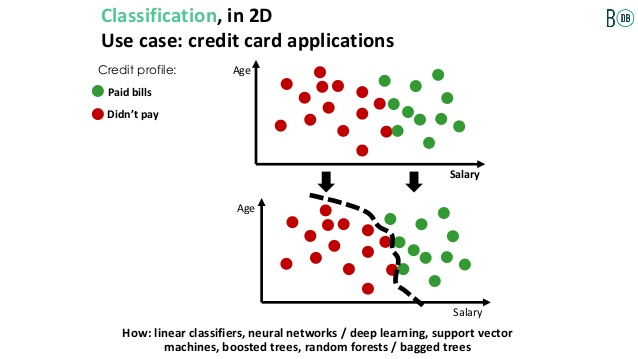 Classification, in 2D
Use case: credit card applications
B DB
Credit profile:
Paid bills
Didn't pay
Age
Salary
Age
Salary
How: linear classifiers, neural networks / deep learning, support vector
machines, boosted trees, random forests / bagged trees